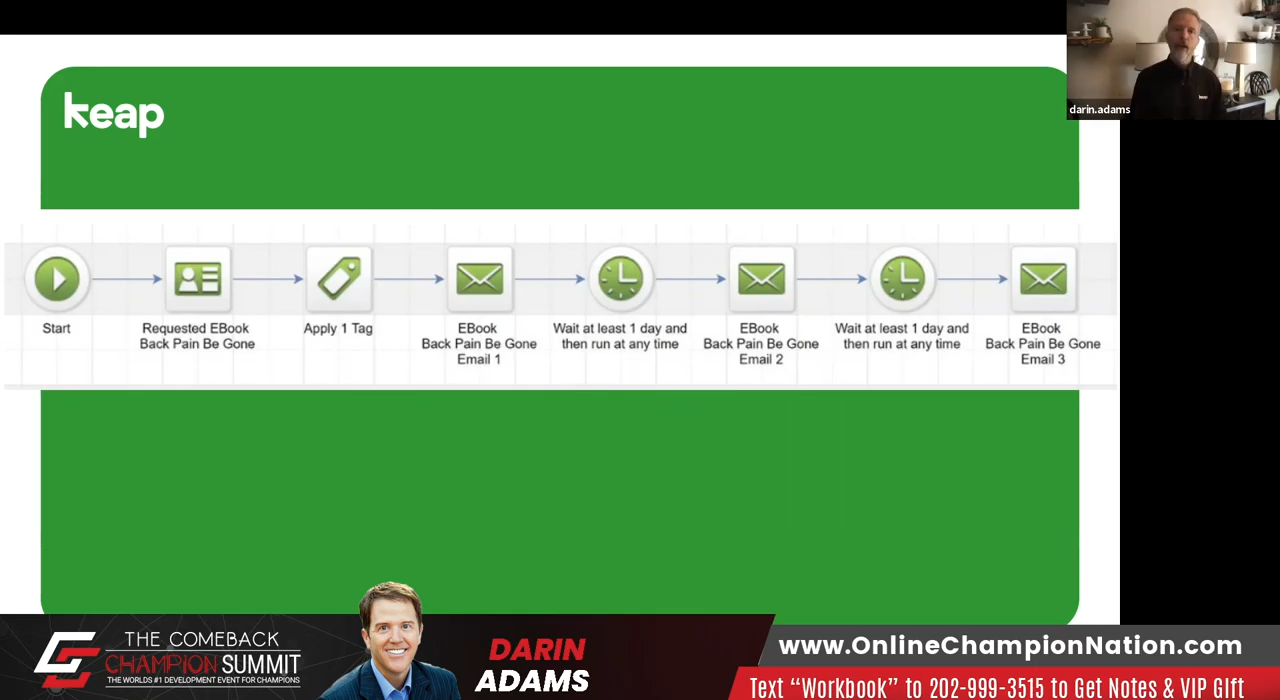 keap
darin.adams
Start
Requested EBook
Back Pain Be Gone
Apply 1 Tag
EBook
Back Pain Be Gone
Email 1
Wait at least 1 day and
then run at any time
EBook
Back Pain Be Gone
Email 2
Wait at least 1 day and
then run at any time
EBook
Back Pain Be Gone
Email 3
THE COMEBACK
CHAMPION SUMMIT
THE WORLDS #1 DEVELOPMENT EVENT FOR CHAMPIONS
DARIN
ADAMS
www.OnlineChampionNation.com
Text “Workbook” to 202-999-3515 to Get Notes & VIP GIft